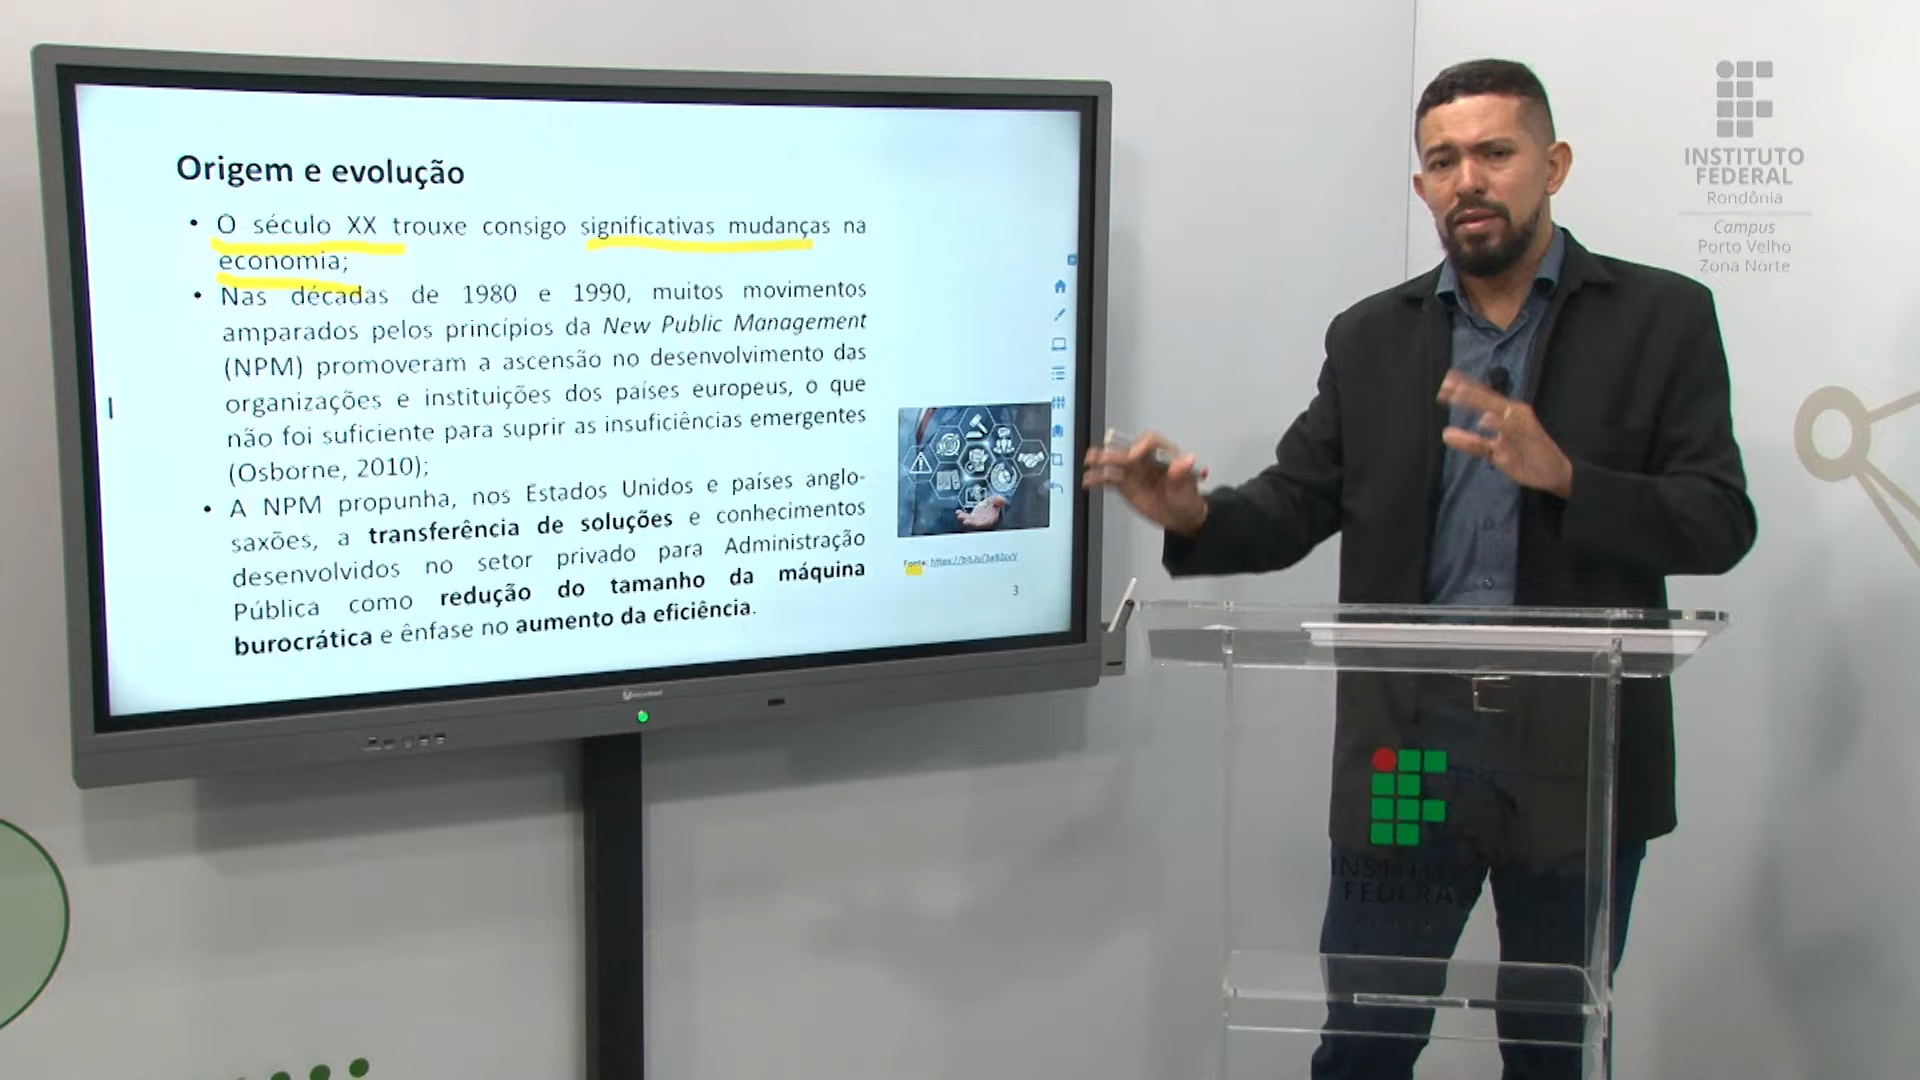 Origem e evolução
• O século XX trouxe consigo significativas mudanças na
economia;
• Nas décadas de 1980 e 1990, muitos movimentos
amparados pelos princípios da New Public Management
(NPM) promoveram a ascensão no desenvolvimento das
organizações e instituições dos países europeus, o que
não foi suficiente para suprir as insuficiências emergentes
(Osborne, 2010);
• A NPM propunha, nos Estados Unidos e países anglo-
saxões, a transferência de soluções e conhecimentos
desenvolvidos no setor privado para Administração
Pública como redução do tamanho da máquina
burocrática e ênfase no aumento da eficiência.
Fonte:
3
INSTITUTO
FEDERAL
Rondônia
Campus
Porto Velho
Zona Norte
INSTITUTO
FEDERAL